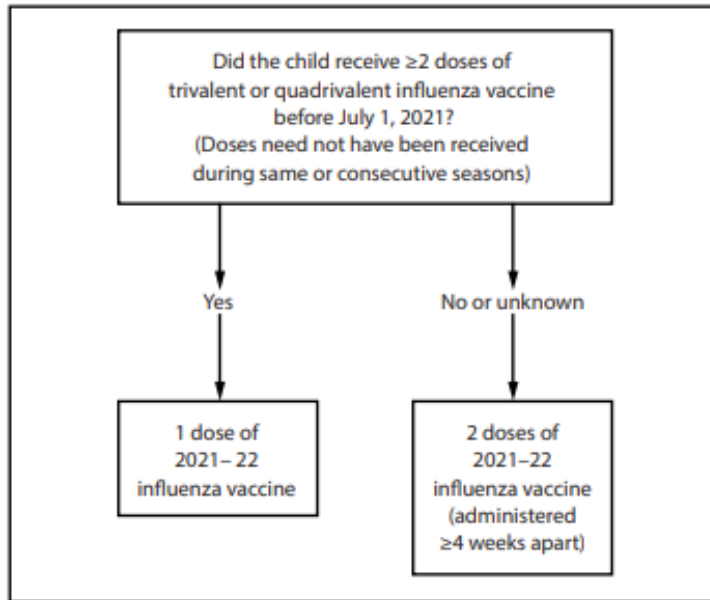 Did the child receive ≥2 doses of
trivalent or quadrivalent influenza vaccine
before July 1, 2021?
(Doses need not have been received
during same or consecutive seasons)
Yes
No or unknown
1 dose of
2021– 22
influenza vaccine
2 doses of
2021–22
influenza vaccine
(administered
≥4 weeks apart)